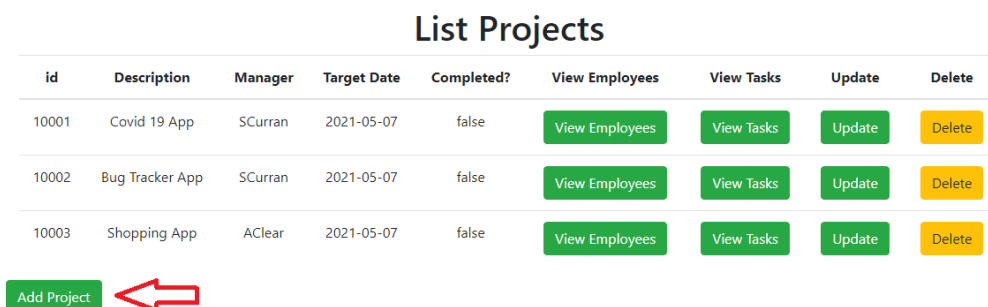 List Projects
id Description Manager Target Date Completed? View Employees View Tasks Update Delete
10001 Covid 19 App SCurran 2021-05-07 false View Employees View Tasks Update Delete
10002 Bug Tracker App SCurran 2021-05-07 false View Employees View Tasks Update Delete
10003 Shopping App AClear 2021-05-07 false View Employees View Tasks Update Delete
Add Project